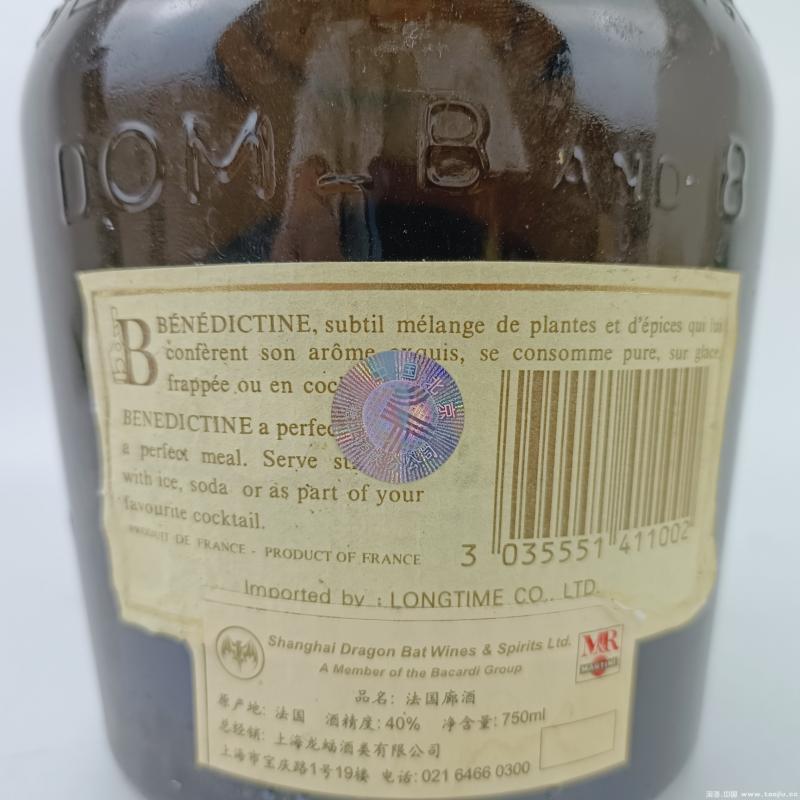 DOM - B AND B
BÉNÉDICTINE, subtil mélange de plantes et d'épices qui lui
confèrent son arôme exquis, se consomme pure, sur glace,
frappée ou en
BENEDICTINE a perfect
a perfect meal. Serve
with ice, soda or as part of your
favourite cocktail.
PRODUIT DE FRANCE - PRODUCT OF FRANCE
3 035551 411002
Imported by : LONGTIME CO., LTD.
Shanghai Dragon Bat Wines & Spirits Ltd.
A Member of the Bacardi Group
M&R
MARTINI
品名: 法国廊酒
原产地: 法国 酒精度: 40% 净含量: 750ml
总经销: 上海龙蝠酒类有限公司
上海市宝庆路1号19楼 电话: 021 6466 0300
www.taojiu.cn